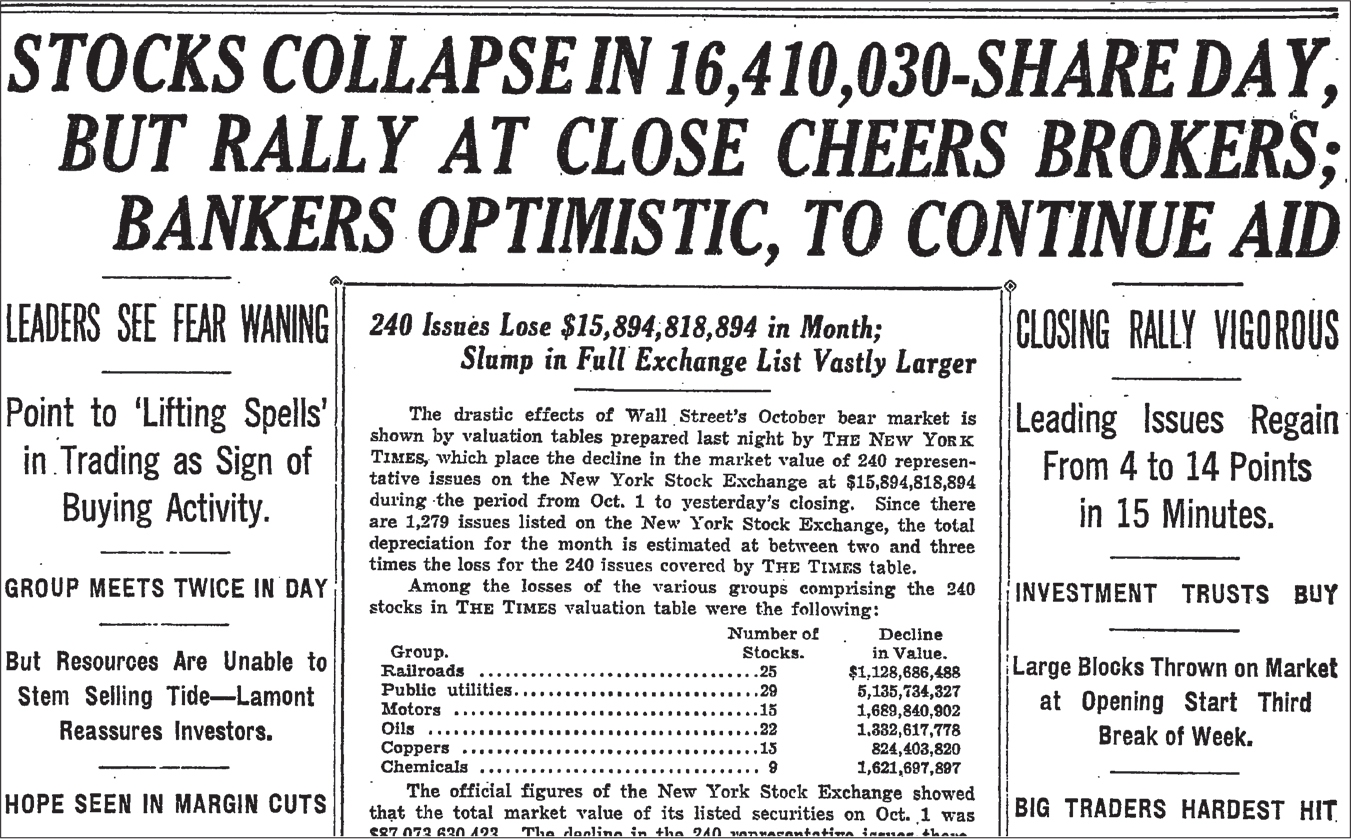 STOCKS COLLAPSE IN 16,410,030-SHARE DAY,
BUT RALLY AT CLOSE CHEERS BROKERS;
BANKERS OPTIMISTIC, TO CONTINUE AID
LEADERS SEE FEAR WANING
Point to 'Lifting Spells'
in Trading as Sign of
Buying Activity.
GROUP MEETS TWICE IN DAY
But Resources Are Unable to
Stem Selling Tide—Lamont
Reassures Investors.
HOPE SEEN IN MARGIN CUTS
240 Issues Lose $15,894,818,894 in Month;
Slump in Full Exchange List Vastly Larger
The drastic effects of Wall Street's October bear market is
shown by valuation tables prepared last night by THE NEW YORK
TIMES, which place the decline in the market value of 240 represen-
tative issues on the New York Stock Exchange at $15,894,818,894
during the period from Oct. 1 to yesterday's closing. Since there
are 1,279 issues listed on the New York Stock Exchange, the total
depreciation for the month is estimated at between two and three
times the loss for the 240 issues covered by THE TIMES table.
Among the losses of the various groups comprising the 240
stocks in THE TIMES valuation table were the following:
Number of Decline
Group. Stocks. in Value.
Railroads ..............................25 $1,128,686,488
Public utilities..........................29 5,135,734,327
Motors ................................15 1,689,840,902
Oils ...................................22 1,332,617,778
Coppers ...............................15 824,403,820
Chemicals ............................. 9 1,621,697,897
The official figures of the New York Stock Exchange showed
that the total market value of its listed securities on Oct. 1 was
$87,073,630,423. The decline in the 240 representative issues there-
CLOSING RALLY VIGOROUS
Leading Issues Regain
From 4 to 14 Points
in 15 Minutes.
INVESTMENT TRUSTS BUY
Large Blocks Thrown on Market
at Opening Start Third
Break of Week.
BIG TRADERS HARDEST HIT